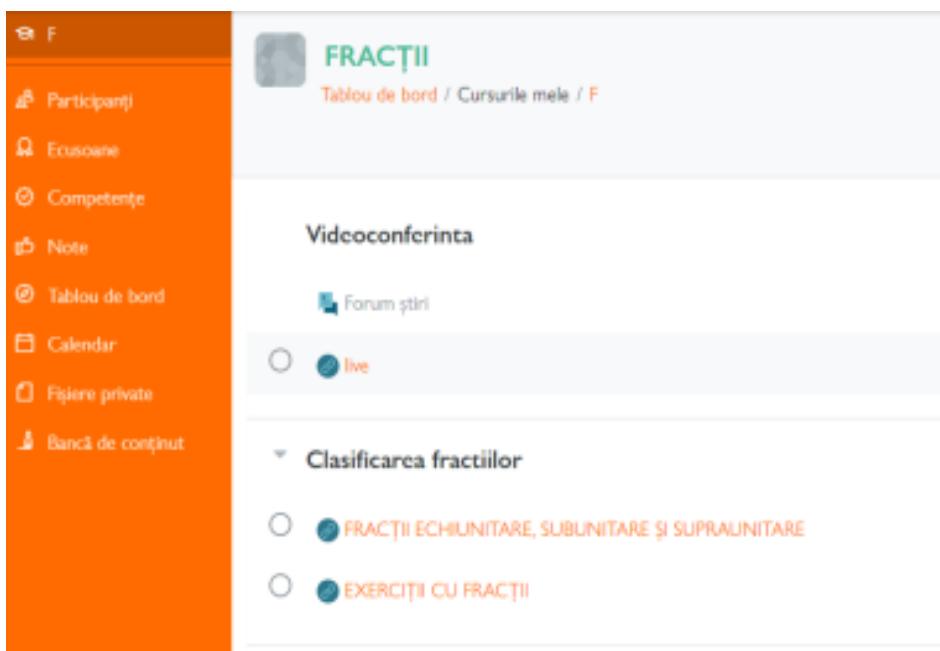 F
Participanți
Ecusoane
Competențe
Note
Tablou de bord
Calendar
Fișiere private
Bancă de conținut
FRACȚII
Tablou de bord / Cursurile mele / F
Videoconferinta
Forum știri
live
Clasificarea fractiilor
FRACȚII ECHIUNITARE, SUBUNITARE ȘI SUPRAUNITARE
EXERCIȚII CU FRACȚII